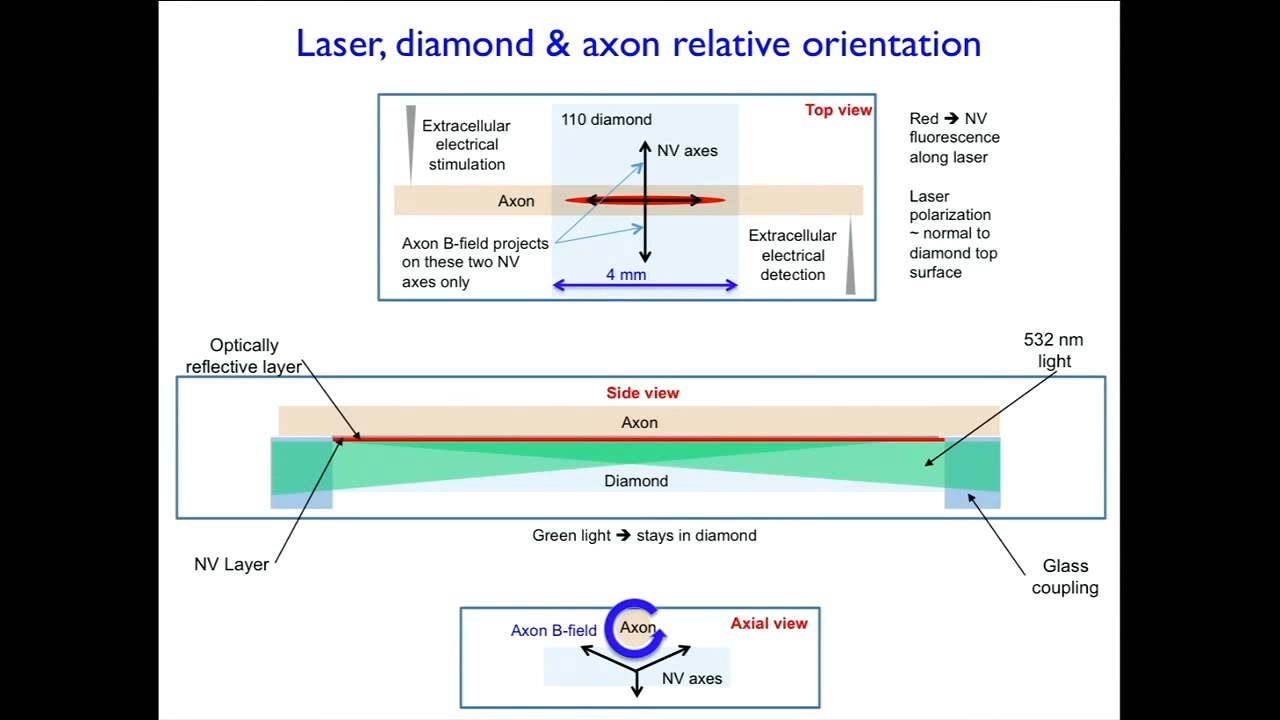 Laser, diamond & axon relative orientation
Top view
110 diamond
Extracellular
electrical
stimulation
NV axes
Axon
Axon B-field projects
on these two NV
axes only
4 mm
Extracellular
electrical
detection
Red ➔ NV
fluorescence
along laser
Laser
polarization
~ normal to
diamond top
surface
Optically
reflective layer
532 nm
light
Side view
Axon
Diamond
Green light ➔ stays in diamond
NV Layer
Glass
coupling
Axial view
Axon B-field
Axon
NV axes